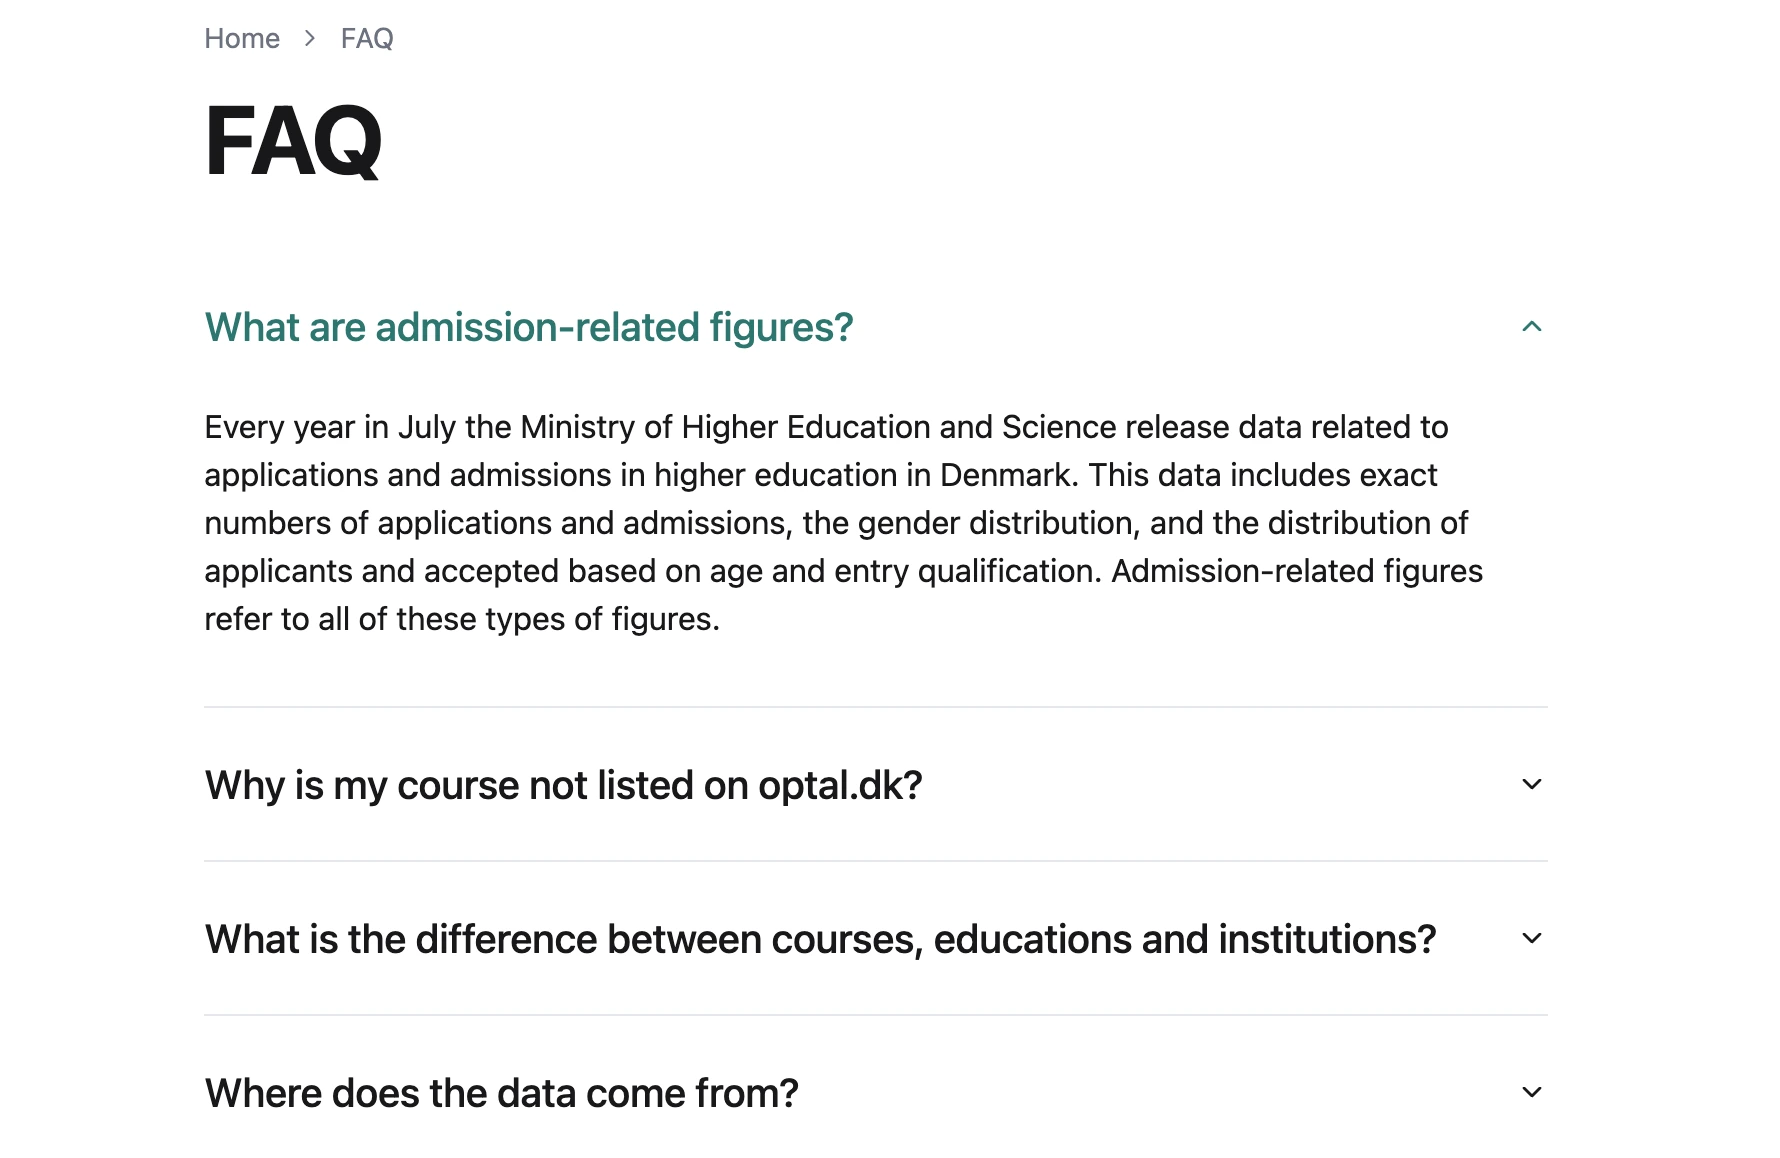 Home > FAQ
FAQ
What are admission-related figures?
Every year in July the Ministry of Higher Education and Science release data related to
applications and admissions in higher education in Denmark. This data includes exact
numbers of applications and admissions, the gender distribution, and the distribution of
applicants and accepted based on age and entry qualification. Admission-related figures
refer to all of these types of figures.
Why is my course not listed on optal.dk?
What is the difference between courses, educations and institutions?
Where does the data come from?